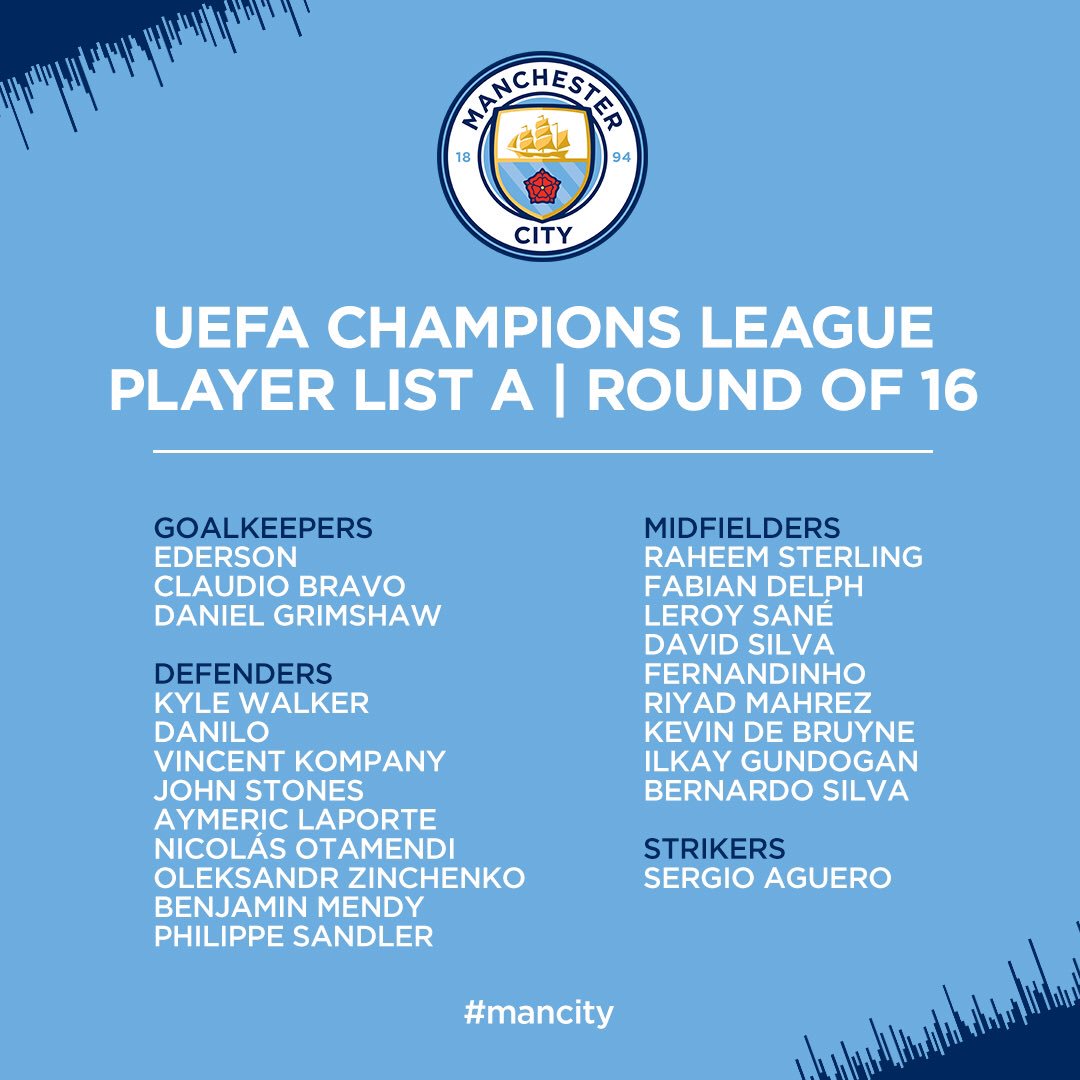 MANCHESTER
18 94
CITY
UEFA CHAMPIONS LEAGUE
PLAYER LIST A | ROUND OF 16
GOALKEEPERS
EDERSON
CLAUDIO BRAVO
DANIEL GRIMSHAW
DEFENDERS
KYLE WALKER
DANILO
VINCENT KOMPANY
JOHN STONES
AYMERIC LAPORTE
NICOLÁS OTAMENDI
OLEKSANDR ZINCHENKO
BENJAMIN MENDY
PHILIPPE SANDLER
MIDFIELDERS
RAHEEM STERLING
FABIAN DELPH
LEROY SANÉ
DAVID SILVA
FERNANDINHO
RIYAD MAHREZ
KEVIN DE BRUYNE
ILKAY GUNDOGAN
BERNARDO SILVA
STRIKERS
SERGIO AGUERO
#mancity